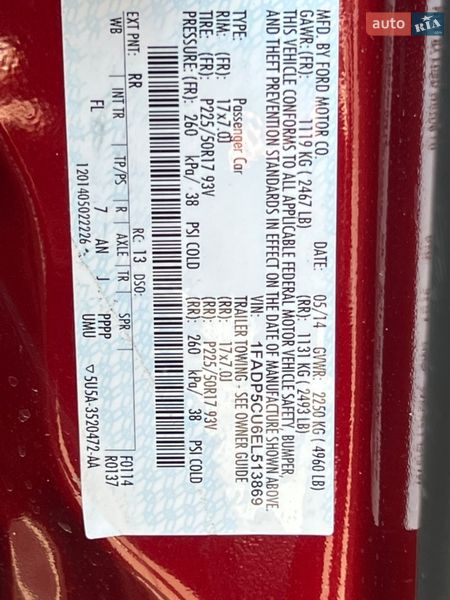 auto RIA
MFD. BY FORD MOTOR CO.
DATE: 05/14 GVWR: 2250 KG ( 4960 LB)
GAWR: (FR): 1119 KG ( 2467 LB) (RR): 1131 KG ( 2493 LB)
THIS VEHICLE CONFORMS TO ALL APPLICABLE FEDERAL MOTOR VEHICLE SAFETY, BUMPER,
AND THEFT PREVENTION STANDARDS IN EFFECT ON THE DATE OF MANUFACTURE SHOWN ABOVE.
VIN: 1FADP5CU6EL513869
Passenger Car TRAILER TOWING - SEE OWNER GUIDE
RIM: (FR): 17x7.0J (RR): 17x7.0J
TIRE: (FR): P225/50R17 93V (RR): P225/50R17 93V
PRESSURE: (FR): 260 kPa/ 38 PSI COLD (RR): 260 kPa/ 38 PSI COLD
EXT PNT: RR RC: 13 DSO: F0114
R0137
WB INT TR TP/PS R AXLE TR SPR
FL 7 AN J PPPP
UMU
1201405022226 5U5A-3520472-AA